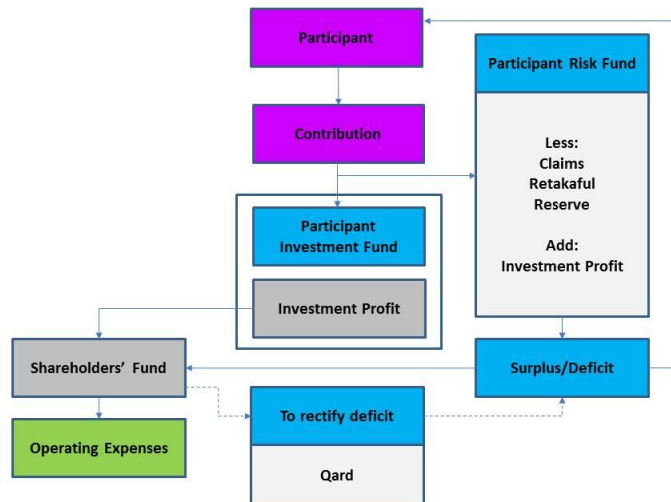 Participant
Participant Risk Fund
Contribution
Less:
Claims
Retakaful
Reserve
Add:
Investment Profit
Participant
Investment Fund
Investment Profit
Shareholders' Fund
Surplus/Deficit
To rectify deficit
Operating Expenses
Qard